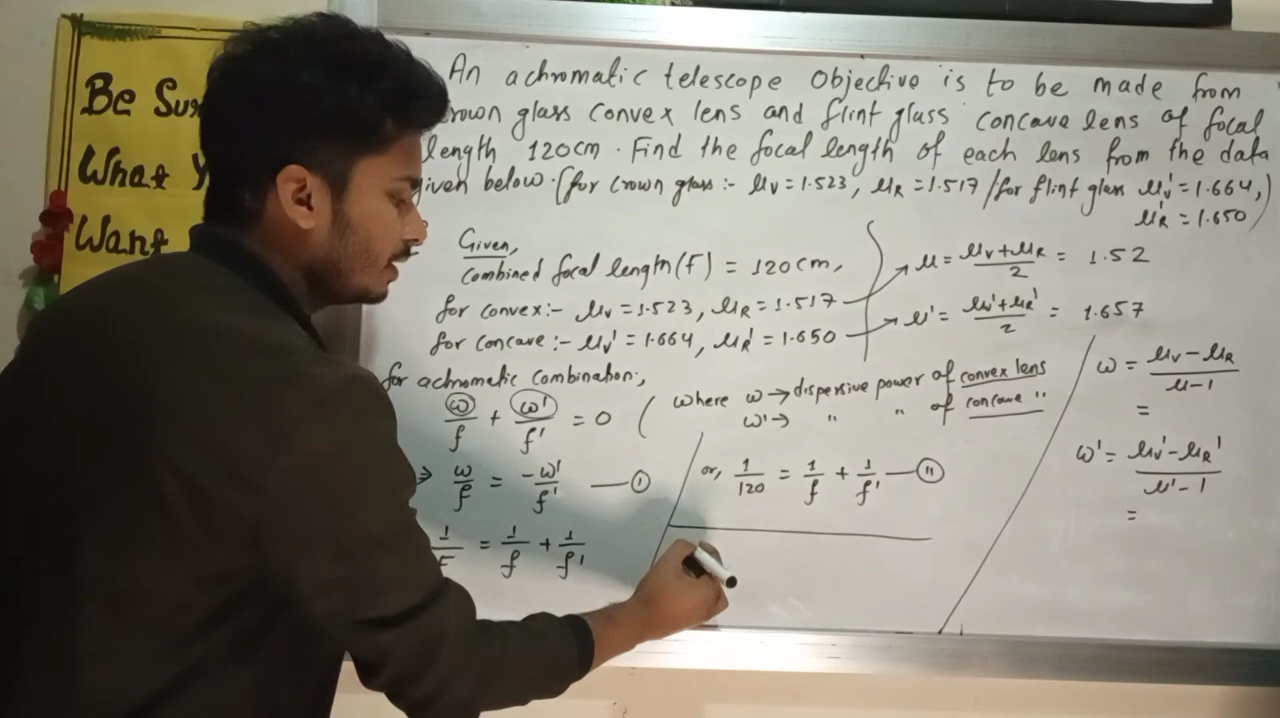 Be Sur
What Y
Want
An achromatic telescope objective is to be made from
rown glass convex lens and flint glass concave lens of focal
length 120cm. Find the focal length of each lens from the data
given below. (for crown glass :- μv = 1.523, μR = 1.517 / for flint glass μv' = 1.664,
μR' = 1.650)
Given,
Combined focal length (F) = 120cm,
for convex :- μv = 1.523, μR = 1.517
for concave :- μv' = 1.664, μR' = 1.650
μ = (μv + μR)/2 = 1.52
μ' = (μv' + μR')/2 = 1.657
for achromatic combination:,
ω/f + ω'/f' = 0 ( where ω → dispersive power of convex lens
ω' → " " of concave "
⇒ ω/f = -ω'/f' — (I)
1/F = 1/f + 1/f'
or, 1/120 = 1/f + 1/f' — (II)
ω = (μv - μR)/(μ - 1)
=
ω' = (μv' - μR')/(μ' - 1)
=